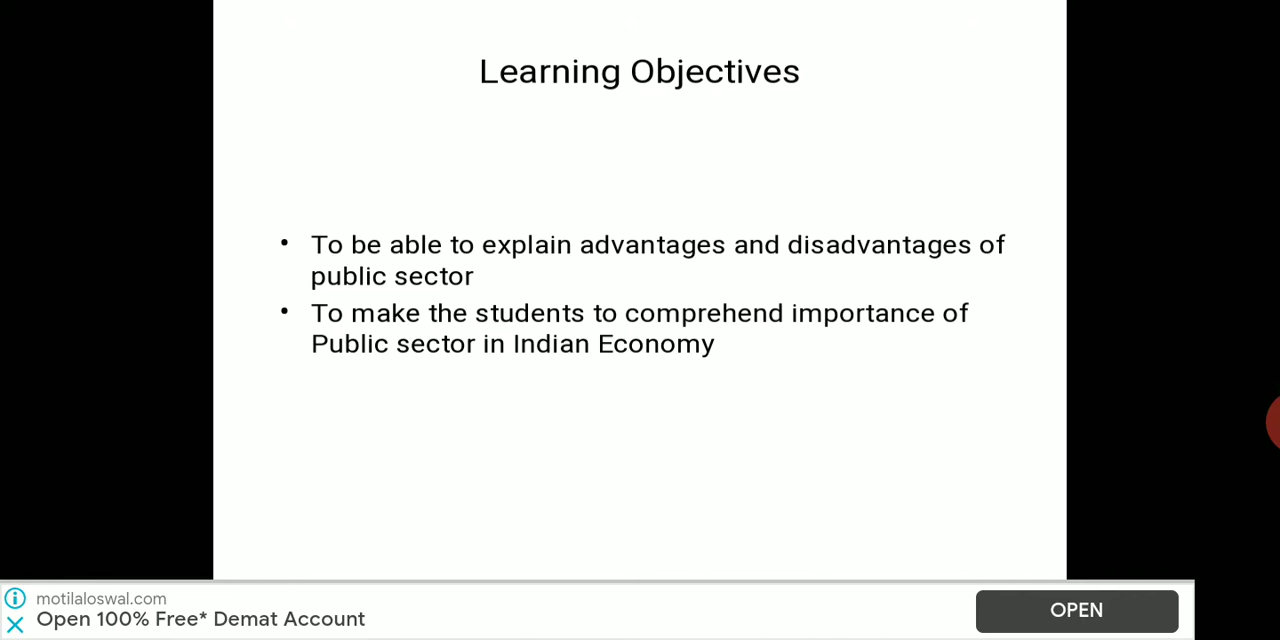 Learning Objectives
• To be able to explain advantages and disadvantages of
public sector
• To make the students to comprehend importance of
Public sector in Indian Economy
motilaloswal.com
Open 100% Free* Demat Account
OPEN